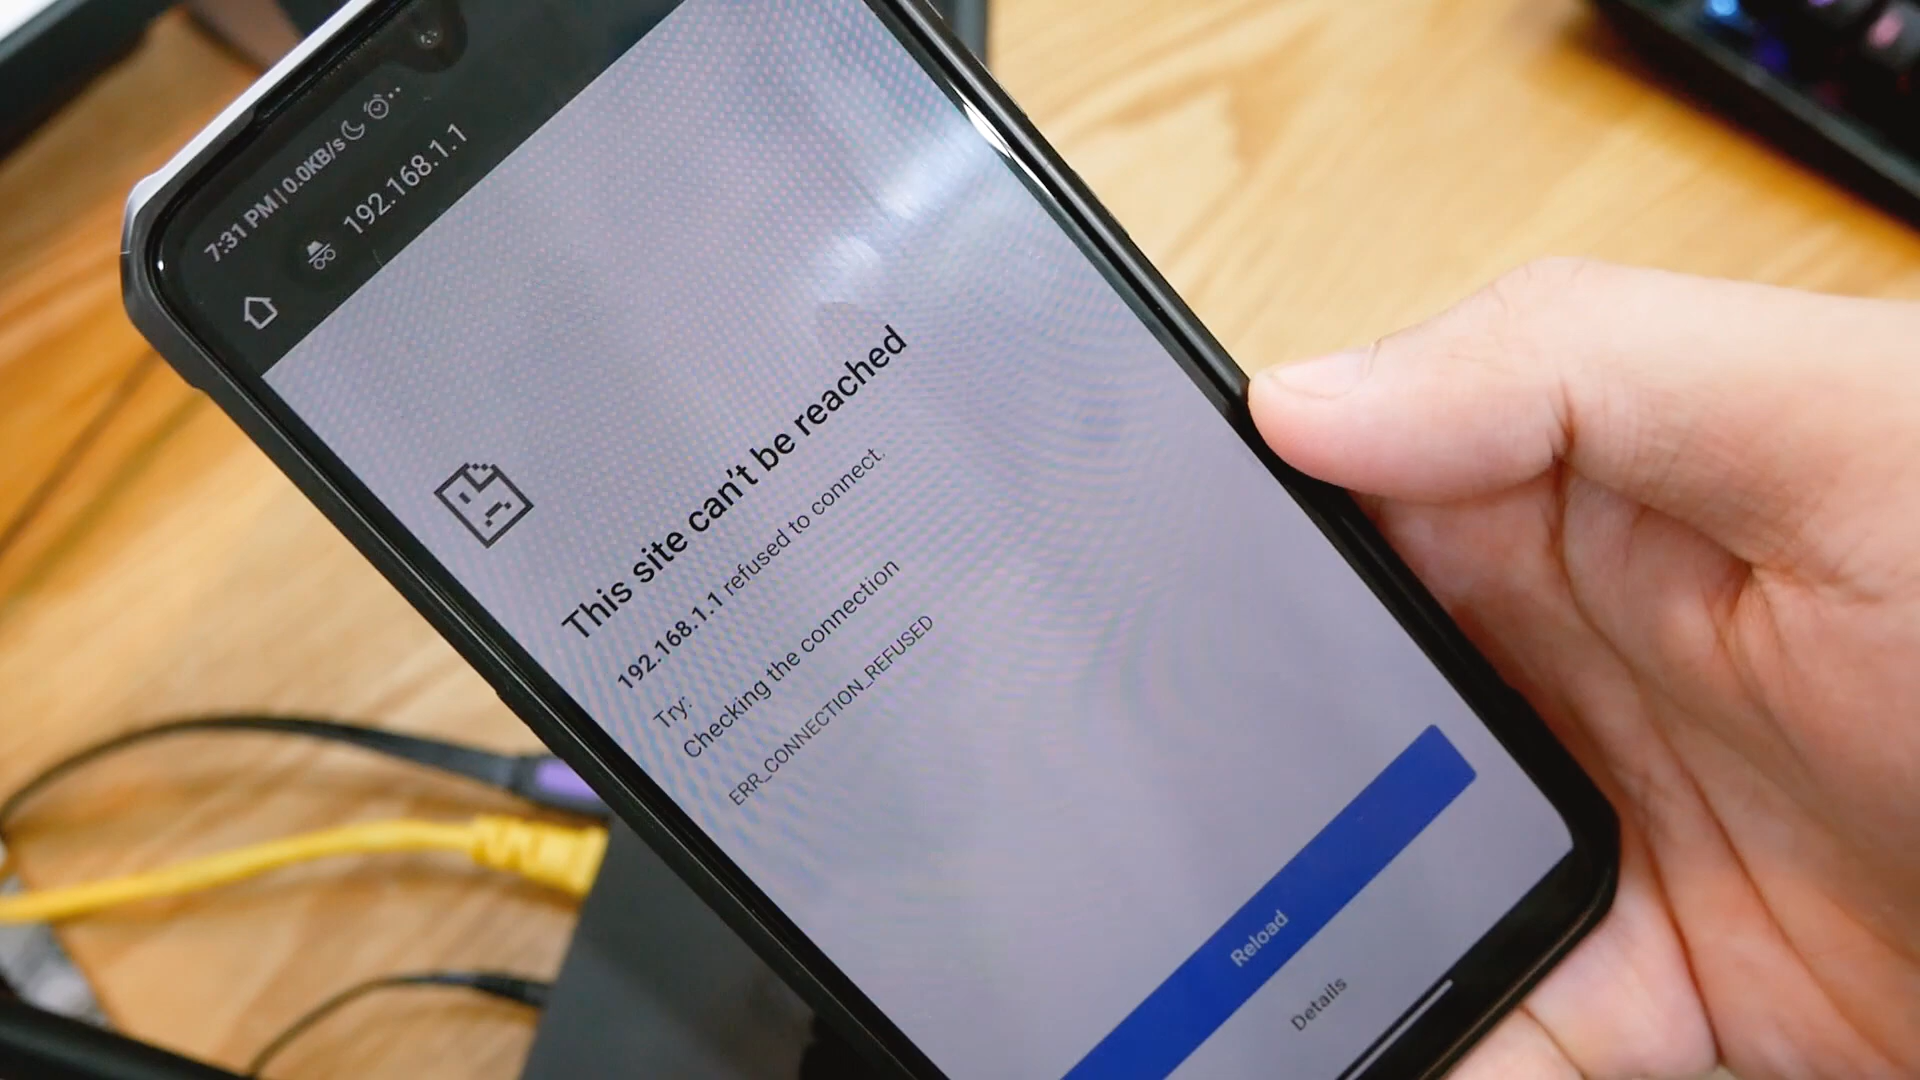 7:31 PM | 0.0KB/s
192.168.1.1
This site can't be reached
192.168.1.1 refused to connect.
Try:
Checking the connection
ERR_CONNECTION_REFUSED
Reload
Details